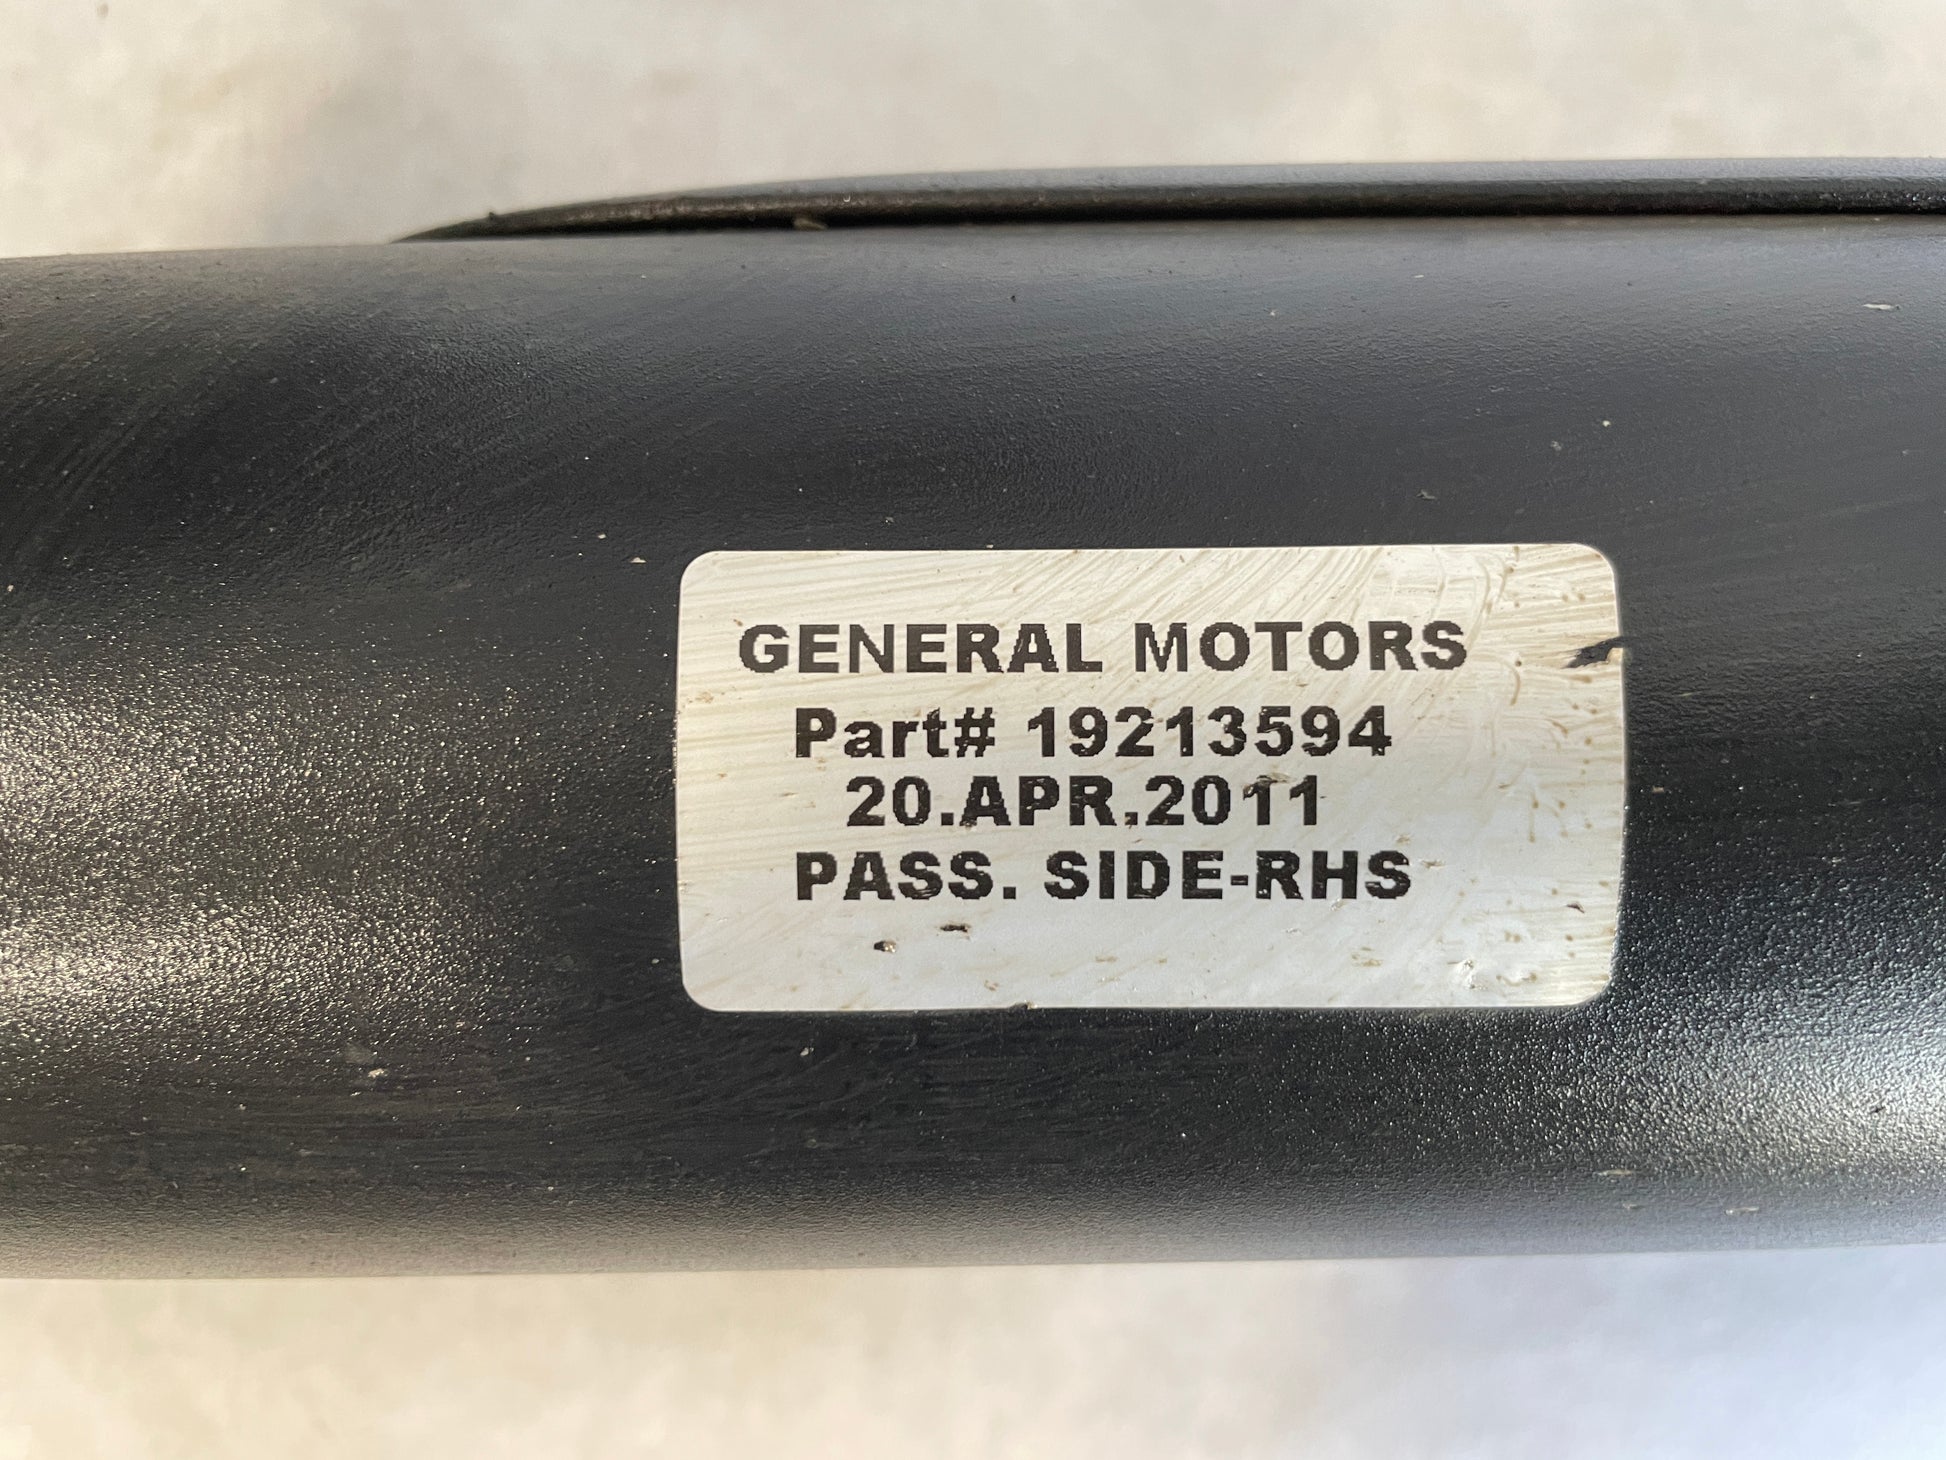 GENERAL MOTORS
Part# 19213594
20.APR.2011
PASS. SIDE-RHS